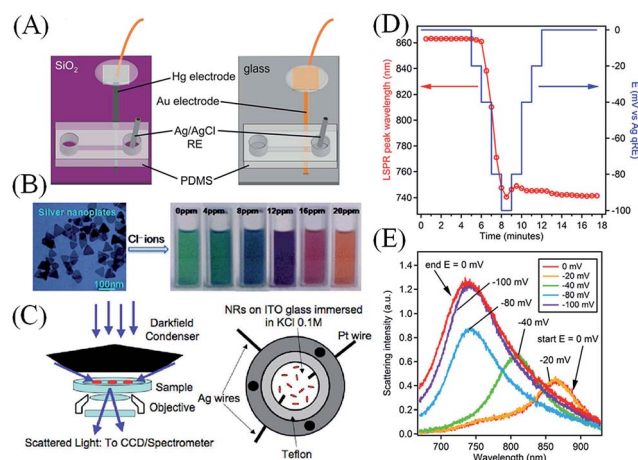 (A)
SiO2
glass
Hg electrode
Au electrode
Ag/AgCl
RE
PDMS
(B)
Silver nanoplates
100nm
Cl⁻ ions
0ppm 4ppm 8ppm 12ppm 16ppm 20ppm
(C)
Darkfield
Condenser
Sample
Objective
Scattered Light: To CCD/Spectrometer
NRs on ITO glass immersed
in KCl 0.1M
Pt wire
Ag wires
Teflon
(D)
LSPR peak wavelength (nm)
860
840
820
800
780
760
740
0 2 4 6 8 10 12 14 16 18
Time (minutes)
0
-20
-40
-60
-80
-100
E (mV vs Ag qRE)
(E)
Scattering intensity (a.u.)
1.4
1.2
1.0
0.8
0.6
0.4
0.2
0.0
700 750 800 850 900
Wavelength (nm)
end E = 0 mV
-100 mV
-80 mV
-40 mV
start E = 0 mV
-20 mV
0 mV
-20 mV
-40 mV
-80 mV
-100 mV